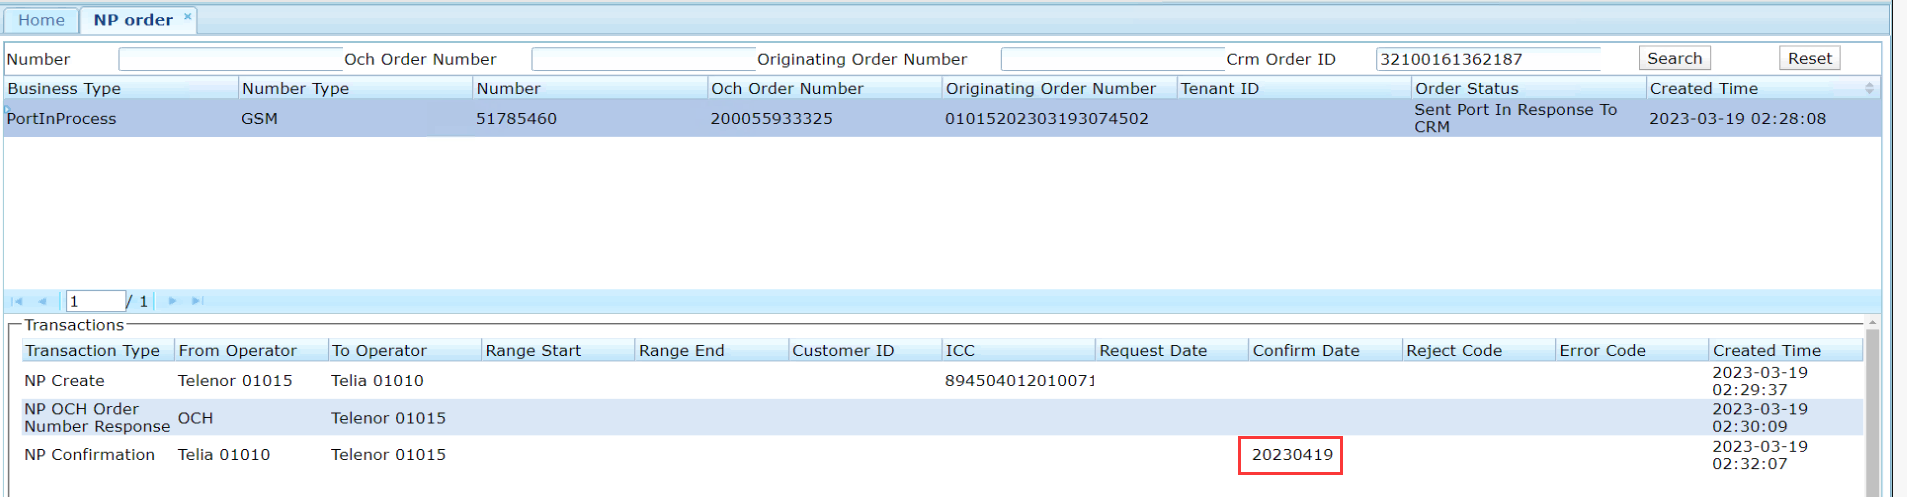 Home NP order ×
Number Och Order Number Originating Order Number Crm Order ID 32100161362187 Search Reset
Business Type Number Type Number Och Order Number Originating Order Number Tenant ID Order Status Created Time
PortInProcess GSM 51785460 200055933325 01015202303193074502 Sent Port In Response To CRM 2023-03-19 02:28:08
1 / 1
Transactions
Transaction Type From Operator To Operator Range Start Range End Customer ID ICC Request Date Confirm Date Reject Code Error Code Created Time
NP Create Telenor 01015 Telia 01010 894504012010071 2023-03-19 02:29:37
NP OCH Order Number Response OCH Telenor 01015 2023-03-19 02:30:09
NP Confirmation Telia 01010 Telenor 01015 20230419 2023-03-19 02:32:07